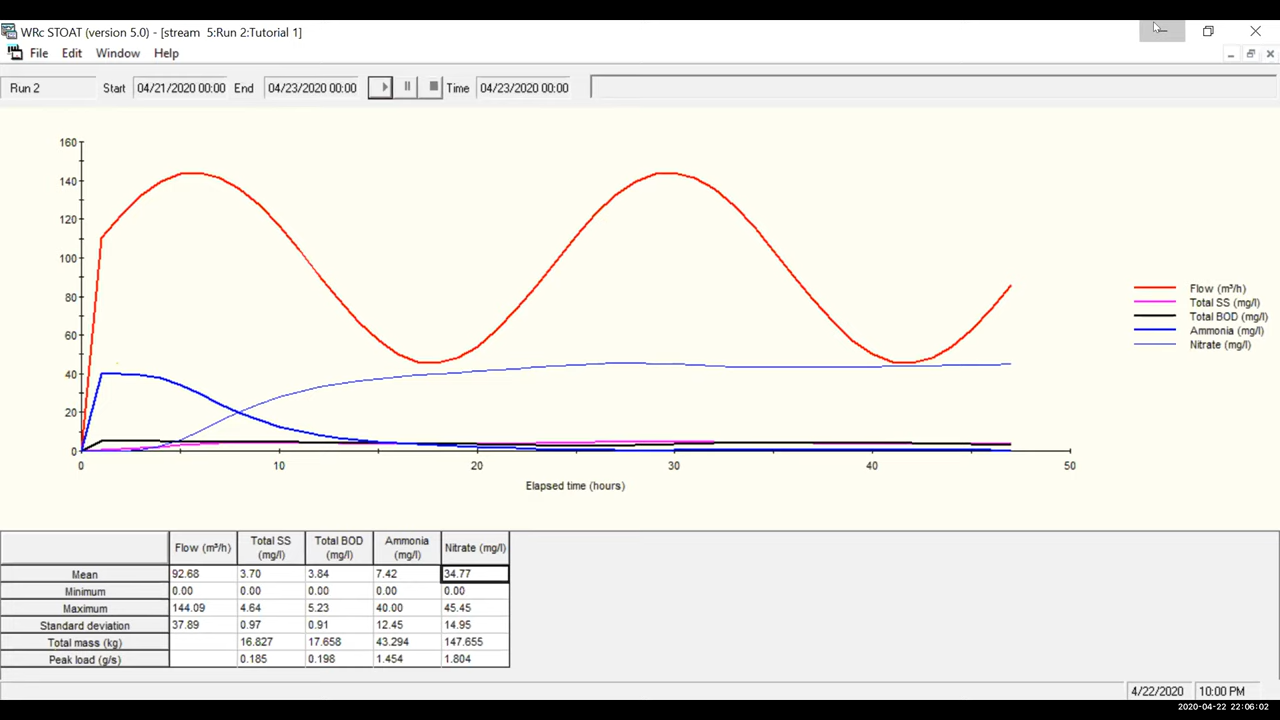 WRc STOAT (version 5.0) - [stream 5:Run 2:Tutorial 1]
File Edit Window Help
Run 2 Start 04/21/2020 00:00 End 04/23/2020 00:00 Time 04/23/2020 00:00
160
140
120
100
80
60
40
20
0
0 10 20 30 40 50
Elapsed time (hours)
Flow (m³/h)
Total SS (mg/l)
Total BOD (mg/l)
Ammonia (mg/l)
Nitrate (mg/l)
Flow (m³/h) Total SS (mg/l) Total BOD (mg/l) Ammonia (mg/l) Nitrate (mg/l)
Mean 92.68 3.70 3.84 7.42 34.77
Minimum 0.00 0.00 0.00 0.00 0.00
Maximum 144.09 4.64 5.23 40.00 45.45
Standard deviation 37.89 0.97 0.91 12.45 14.95
Total mass (kg) 16.827 17.658 43.294 147.655
Peak load (g/s) 0.185 0.198 1.454 1.804
4/22/2020 10:00 PM
2020-04-22 22:06:02